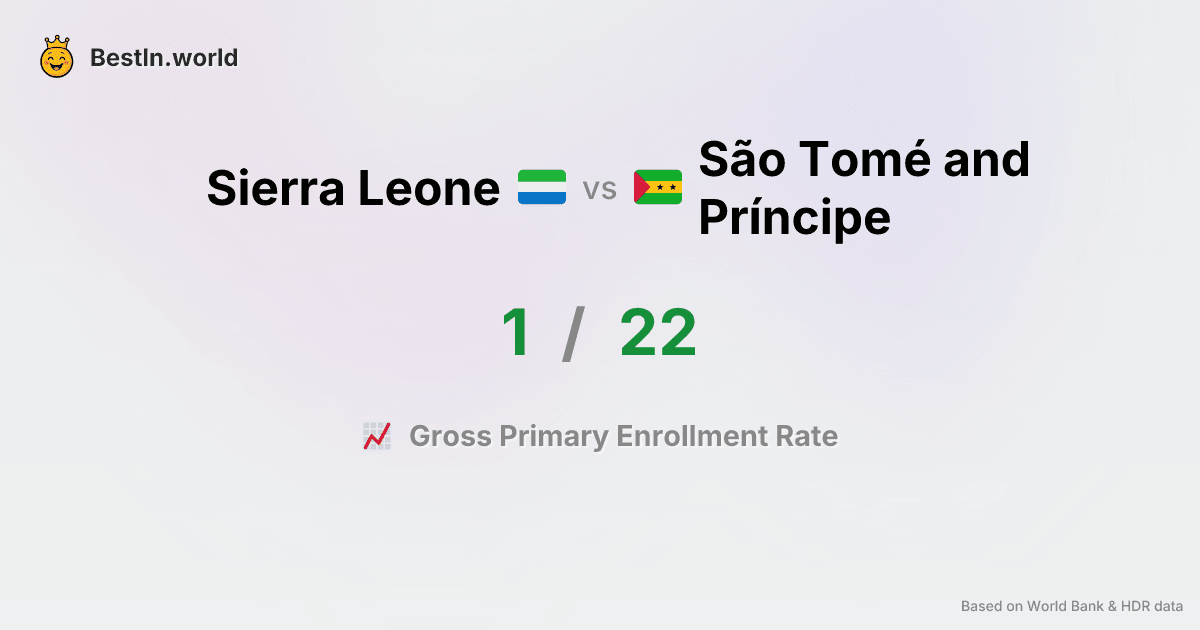 BestIn.world
Sierra Leone vs São Tomé and
Príncipe
1 / 22
Gross Primary Enrollment Rate
Based on World Bank & HDR data